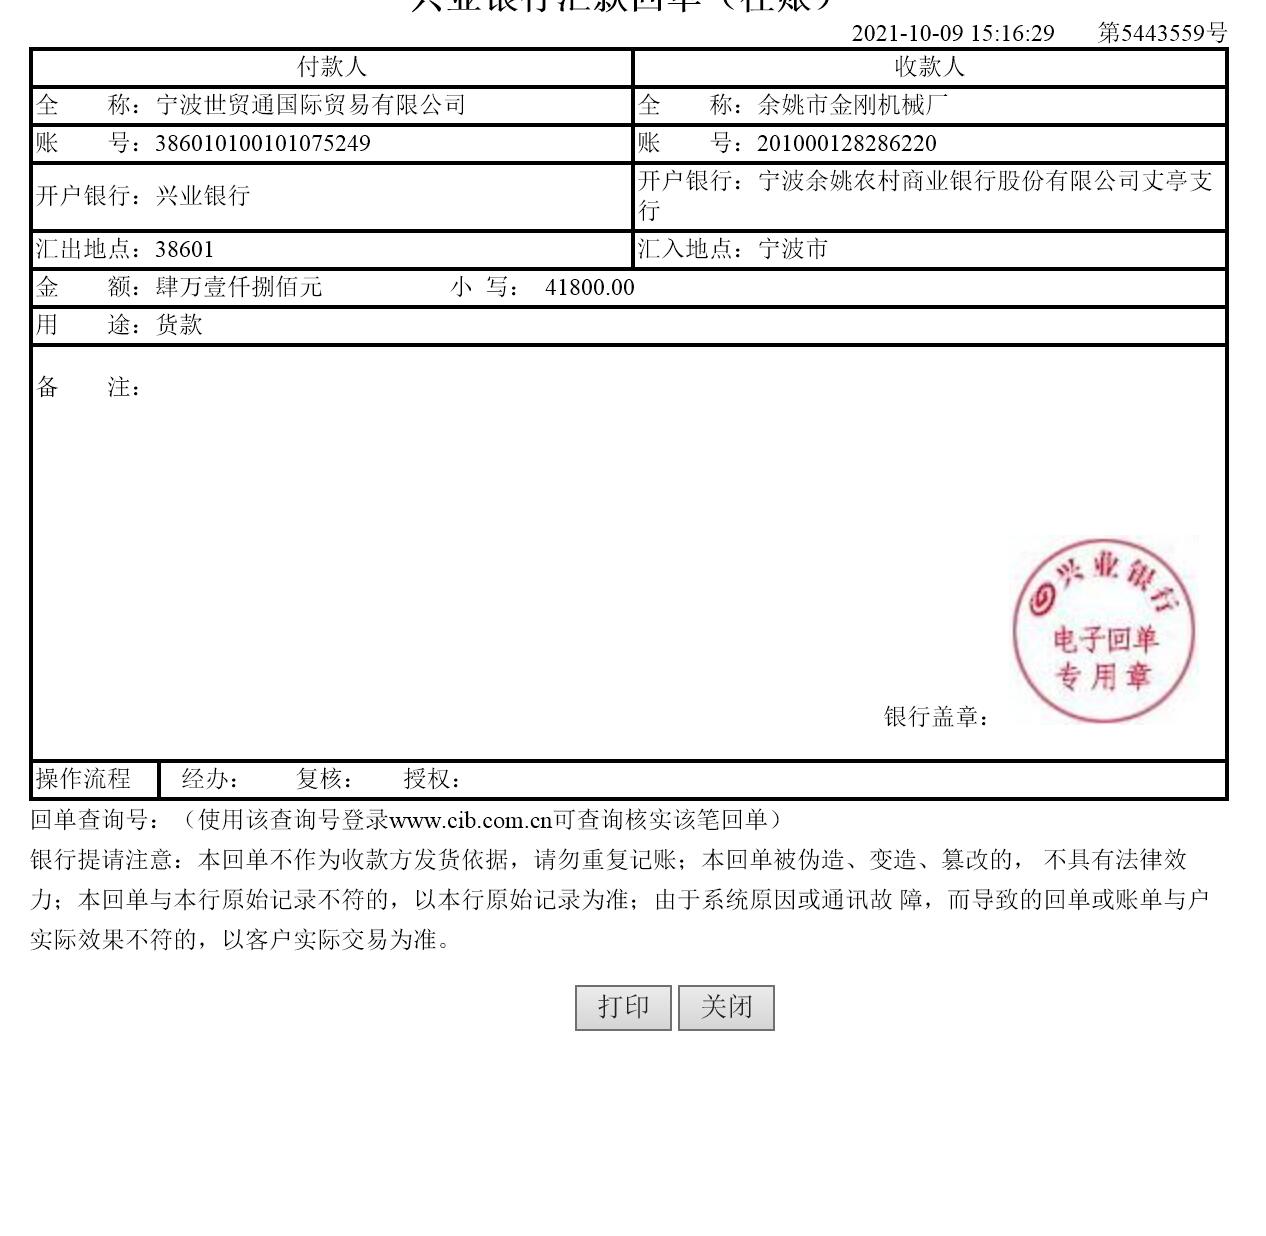 兴业银行汇款回单（往账）
2021-10-09 15:16:29 第5443559号
付款人 收款人
全 称：宁波世贸通国际贸易有限公司 全 称：余姚市金刚机械厂
账 号：386010100101075249 账 号：201000128286220
开户银行：兴业银行 开户银行：宁波余姚农村商业银行股份有限公司丈亭支
行
汇出地点：38601 汇入地点：宁波市
金 额：肆万壹仟捌佰元 小 写： 41800.00
用 途：货款
备 注：
兴业银行
电子回单
专用章
银行盖章：
操作流程 经办： 复核： 授权：
回单查询号：（使用该查询号登录www.cib.com.cn可查询核实该笔回单）
银行提请注意：本回单不作为收款方发货依据，请勿重复记账；本回单被伪造、变造、篡改的， 不具有法律效
力；本回单与本行原始记录不符的，以本行原始记录为准；由于系统原因或通讯故 障，而导致的回单或账单与户
实际效果不符的，以客户实际交易为准。
打印 关闭